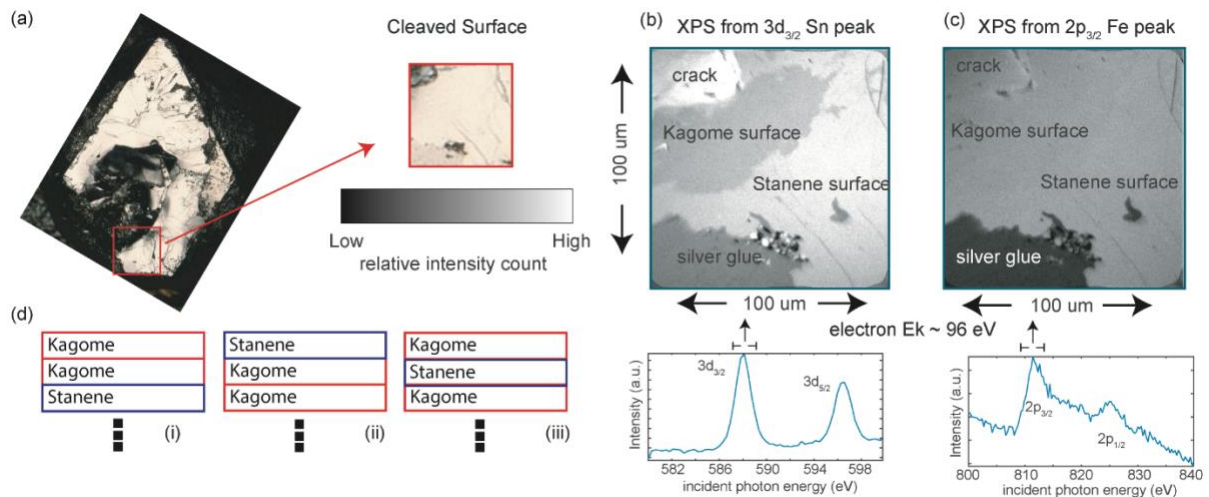 (a)
Cleaved Surface
Low
High
relative intensity count
(b)
XPS from 3d3/2 Sn peak
crack
Kagome surface
Stanene surface
silver glue
100 um
100 um
(c)
XPS from 2p3/2 Fe peak
crack
Kagome surface
Stanene surface
silver glue
100 um
electron Ek ~ 96 eV
(d)
Kagome
Kagome
Stanene
(i)
Stanene
Kagome
Kagome
(ii)
Kagome
Stanene
Kagome
(iii)
Intensity (a.u.)
3d3/2
3d5/2
582 586 590 594 598
incident photon energy (eV)
Intensity (a.u.)
2p3/2
2p1/2
800 810 820 830 840
incident photon energy (eV)